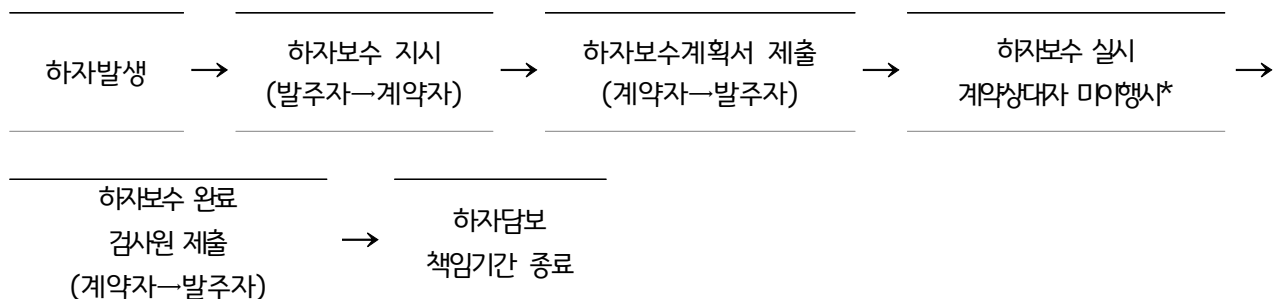 하자발생
→
하자보수 지시
(발주자→계약자)
→
하자보수계획서 제출
(계약자→발주자)
→
하자보수 실시
계약상대자 미이행시*
→
하자보수 완료
검사원 제출
(계약자→발주자)
→
하자담보
책임기간 종료